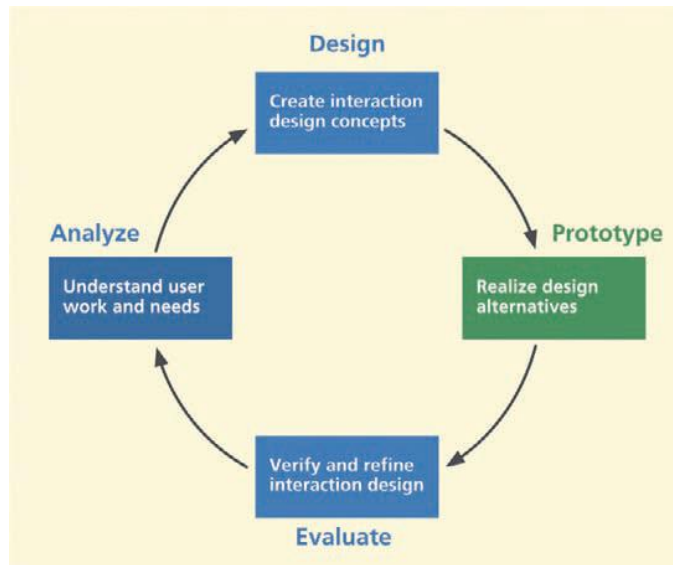 Design
Create interaction
design concepts
Analyze
Understand user
work and needs
Prototype
Realize design
alternatives
Verify and refine
interaction design
Evaluate